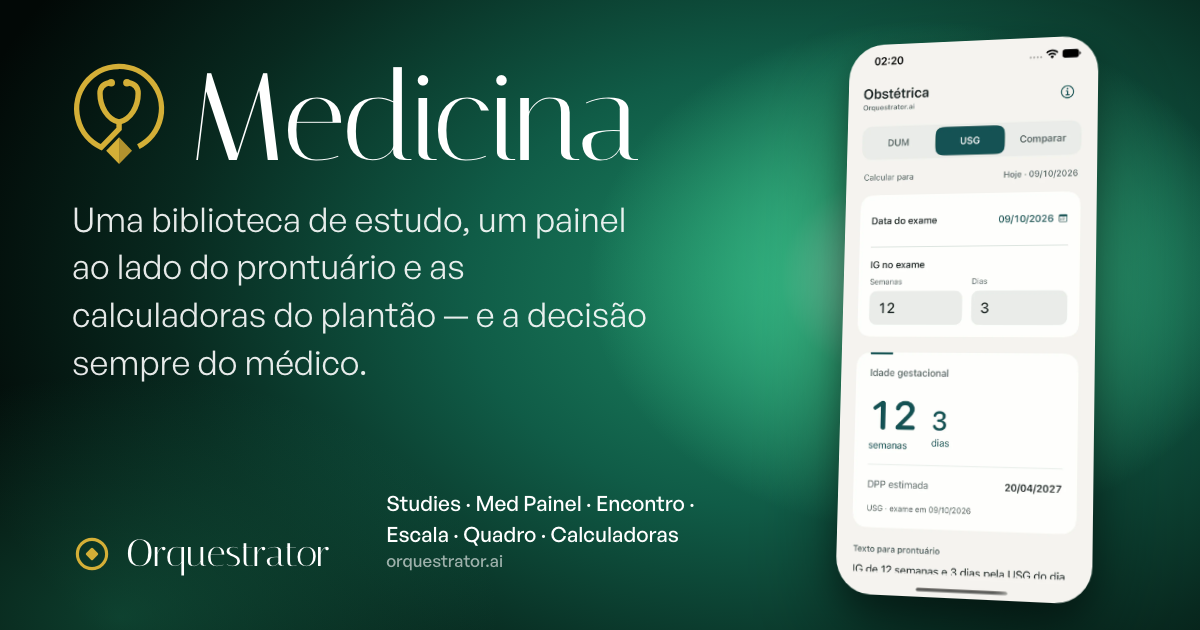 Medicina
Uma biblioteca de estudo, um painel
ao lado do prontuário e as
calculadoras do plantão — e a decisão
sempre do médico.
Orquestrator
Studies · Med Painel · Encontro ·
Escala · Quadro · Calculadoras
orquestrator.ai
02:20
Obstétrica
Orquestrator.ai
DUM USG Comparar
Calcular para Hoje · 09/10/2026
Data do exame 09/10/2026
IG no exame
Semanas Dias
12 3
Idade gestacional
12 3
semanas dias
DPP estimada 20/04/2027
USG · exame em 09/10/2026
Texto para prontuário
IG de 12 semanas e 3 dias pela USG do dia